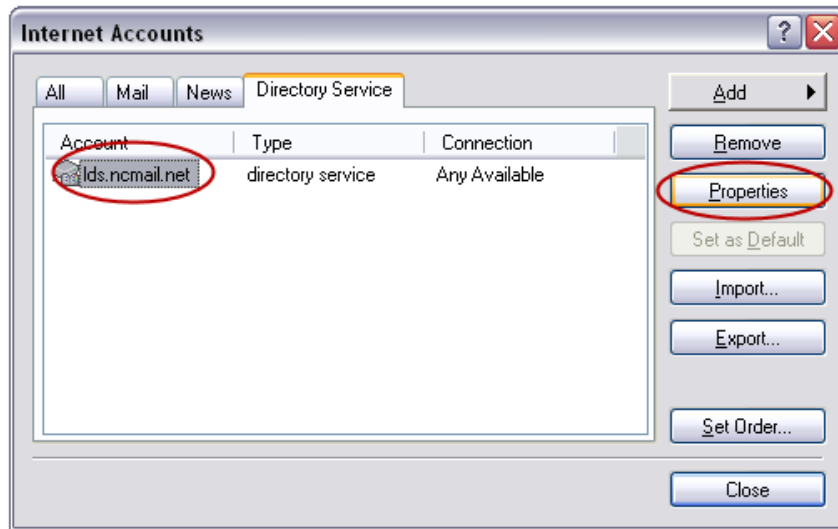 Internet Accounts
?
All Mail News Directory Service
Add
Account Type Connection
Remove
lds.ncmail.net directory service Any Available
Properties
Set as Default
Import...
Export...
Set Order...
Close